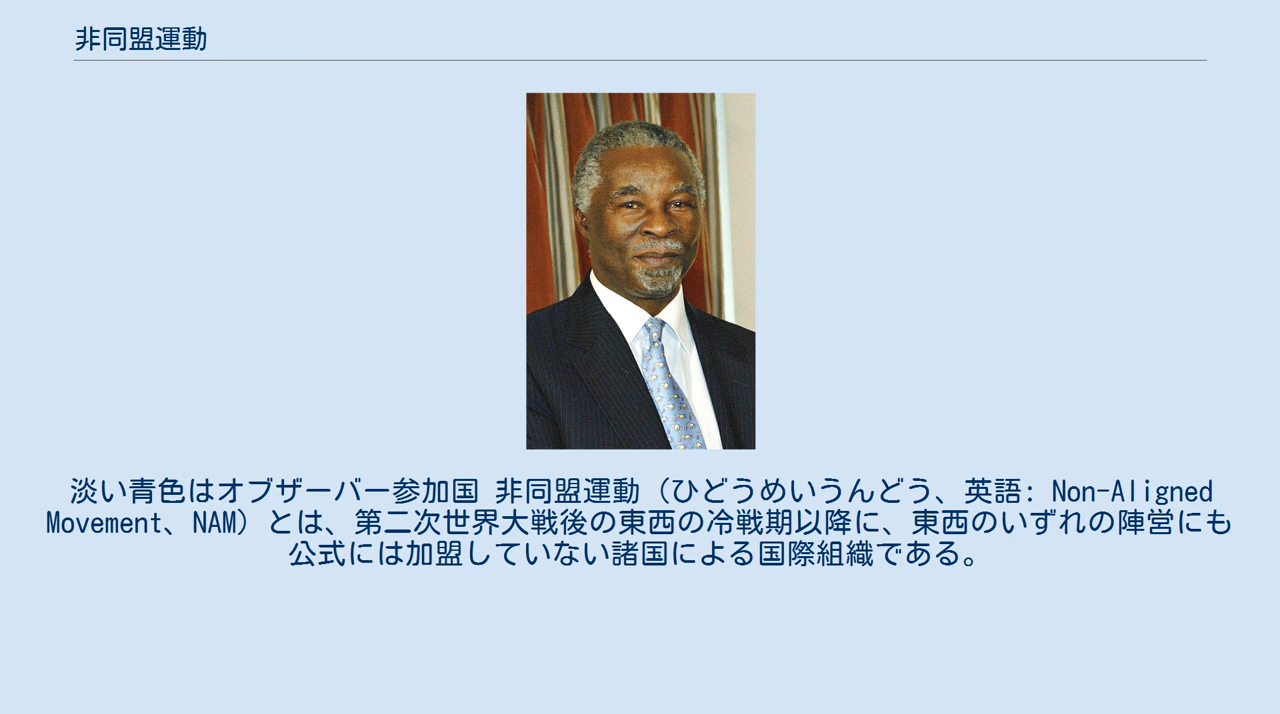 非同盟運動
淡い青色はオブザーバー参加国 非同盟運動（ひどうめいうんどう、英語: Non-Aligned
Movement、NAM）とは、第二次世界大戦後の東西の冷戦期以降に、東西のいずれの陣営にも
公式には加盟していない諸国による国際組織である。